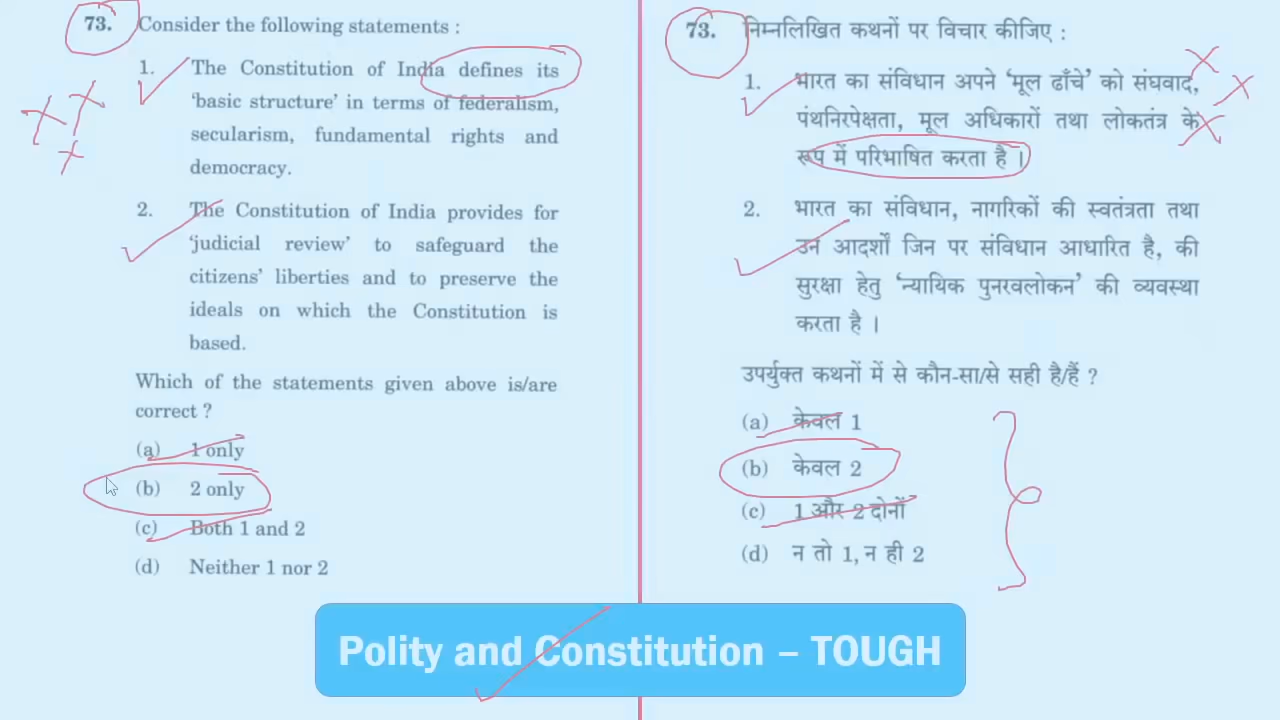 73. Consider the following statements :
1. The Constitution of India defines its
'basic structure' in terms of federalism,
secularism, fundamental rights and
democracy.
2. The Constitution of India provides for
'judicial review' to safeguard the
citizens' liberties and to preserve the
ideals on which the Constitution is
based.
Which of the statements given above is/are
correct ?
(a) 1 only
(b) 2 only
(c) Both 1 and 2
(d) Neither 1 nor 2
73. निम्नलिखित कथनों पर विचार कीजिए :
1. भारत का संविधान अपने 'मूल ढाँचे' को संघवाद,
पंथनिरपेक्षता, मूल अधिकारों तथा लोकतंत्र के
रूप में परिभाषित करता है ।
2. भारत का संविधान, नागरिकों की स्वतंत्रता तथा
उन आदर्शों जिन पर संविधान आधारित है, की
सुरक्षा हेतु 'न्यायिक पुनरवलोकन' की व्यवस्था
करता है ।
उपर्युक्त कथनों में से कौन-सा/से सही है/हैं ?
(a) केवल 1
(b) केवल 2
(c) 1 और 2 दोनों
(d) न तो 1, न ही 2
Polity and Constitution – TOUGH